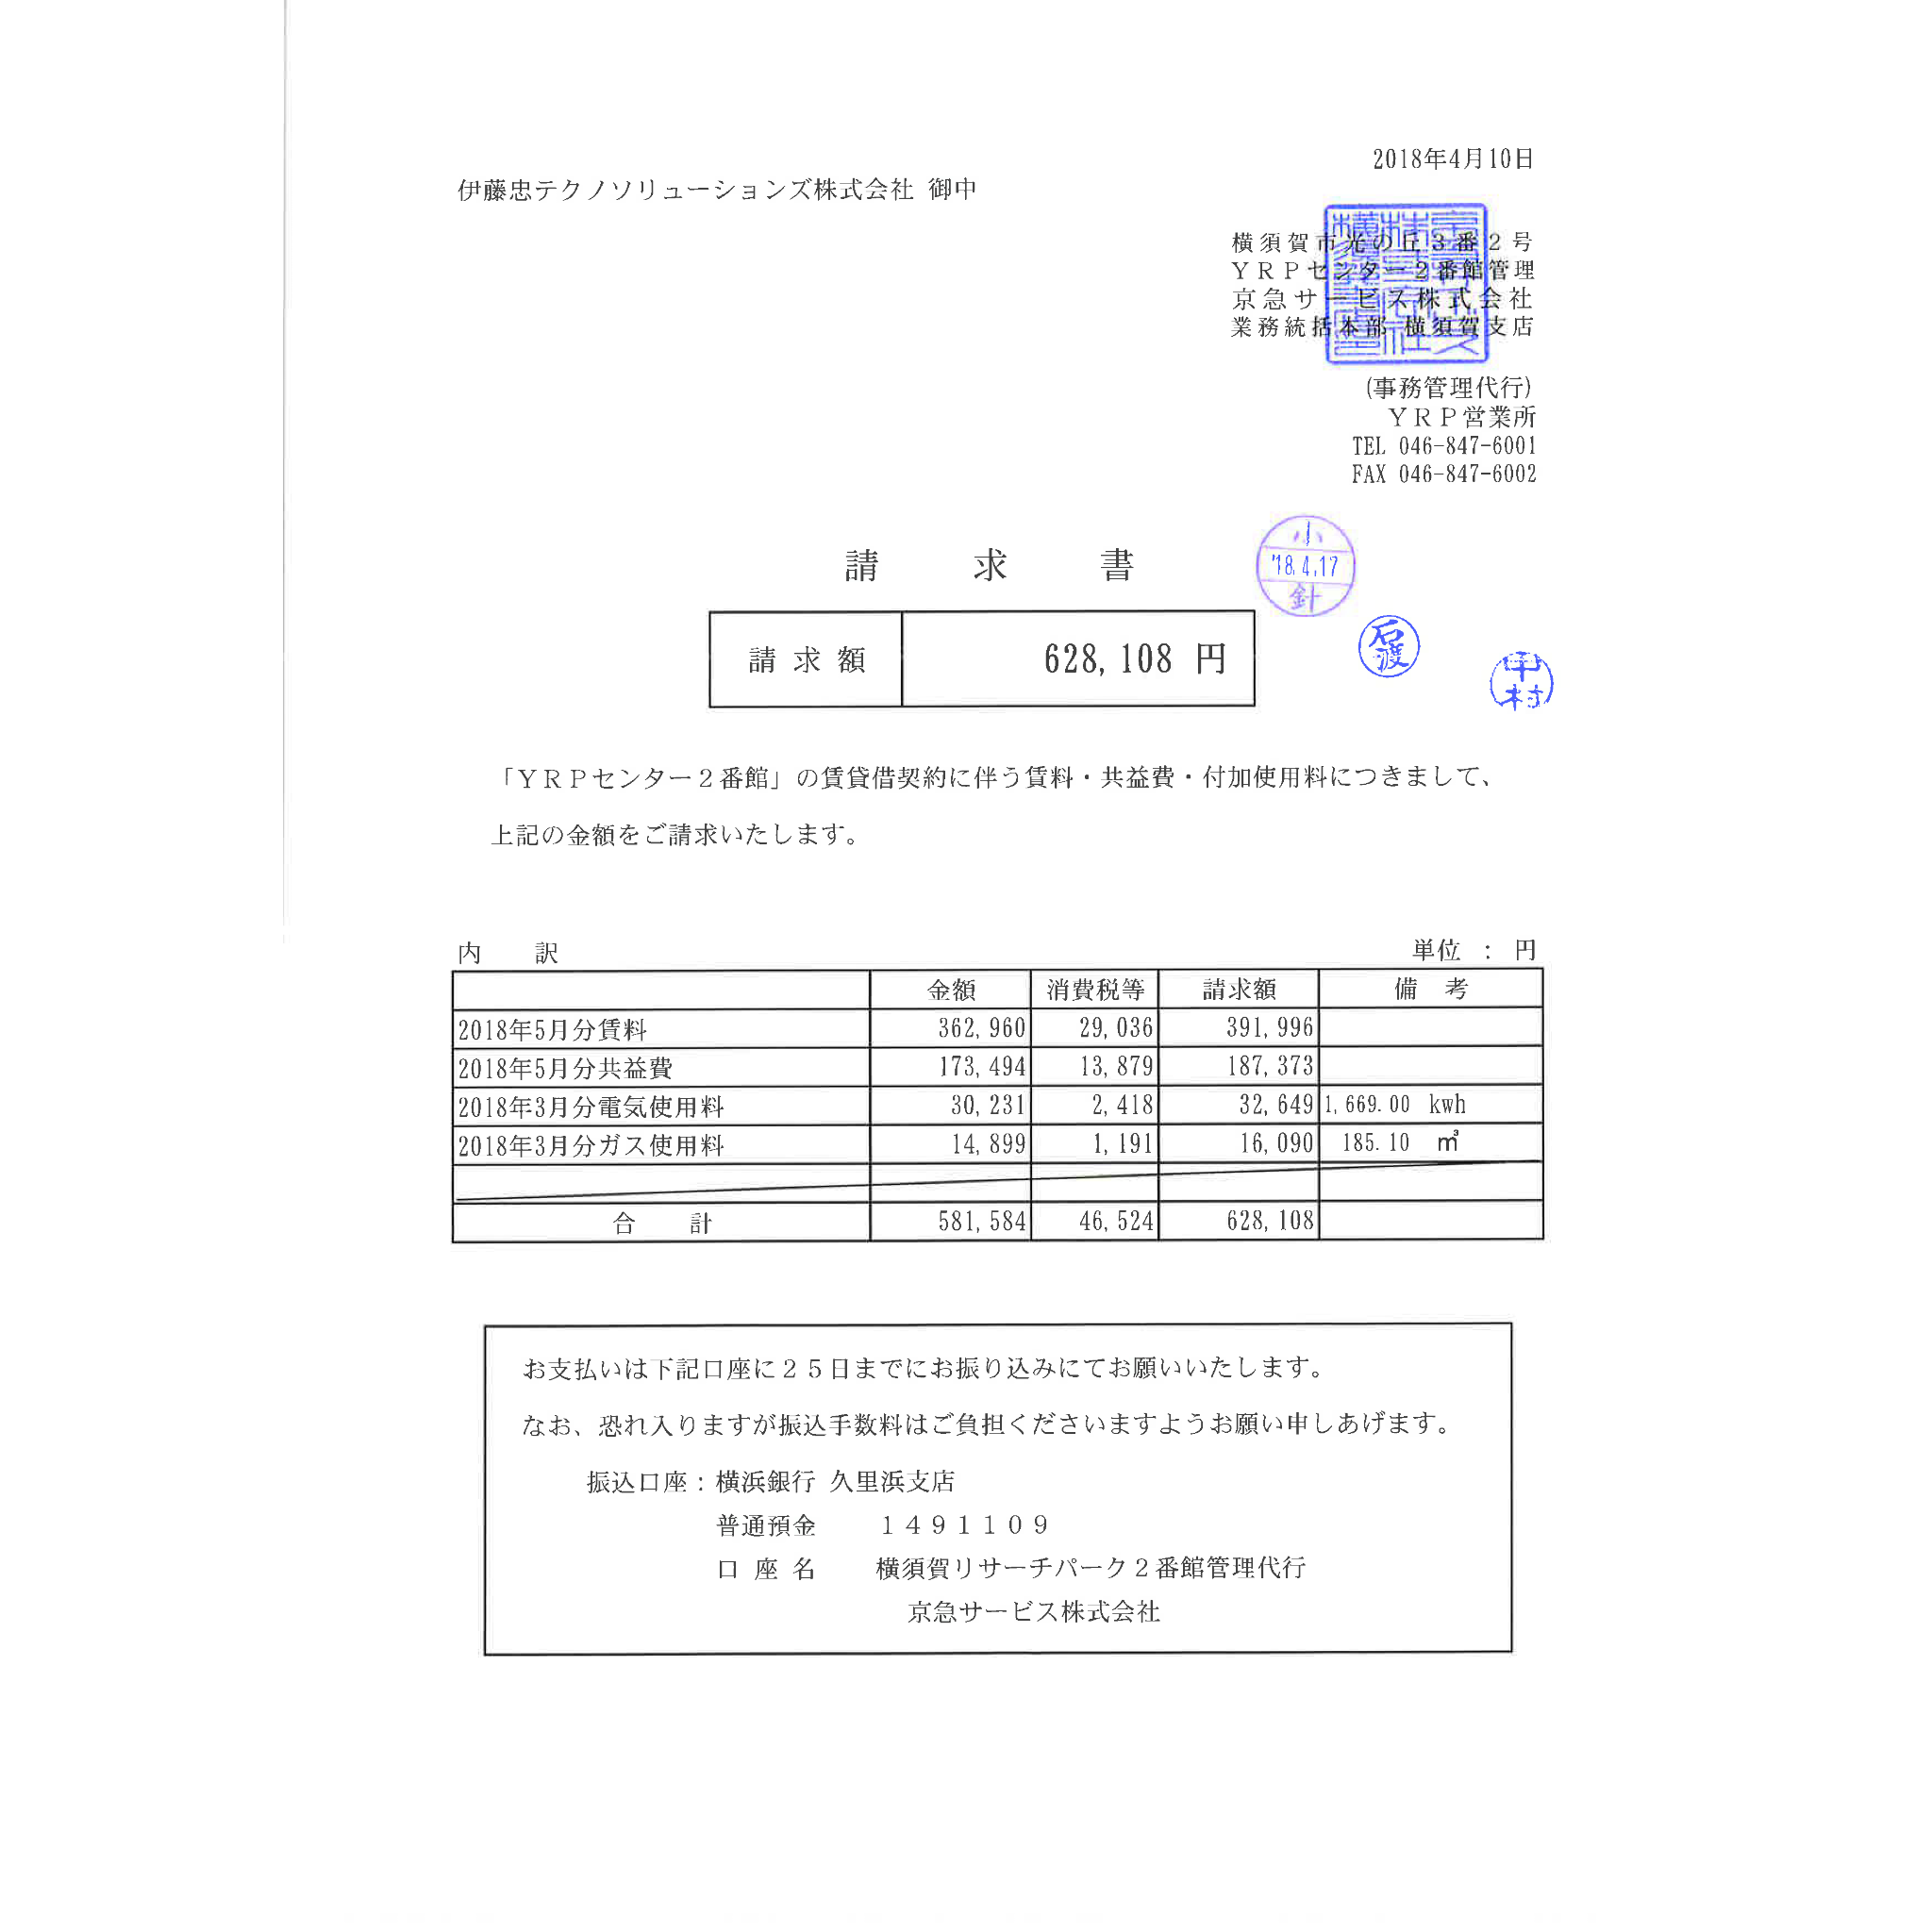 2018年4月10日
伊藤忠テクノソリューションズ株式会社 御中
横須賀市光の丘3番2号
YRPセンター2番館管理
京急サービス株式会社
業務統括本部 横須賀支店
(事務管理代行)
YRP営業所
TEL 046-847-6001
FAX 046-847-6002
小
'18.4.17
針
請 求 書
石渡
中村
請求額 628,108 円
「YRPセンター2番館」の賃貸借契約に伴う賃料・共益費・付加使用料につきまして、
上記の金額をご請求いたします。
内 訳 単位 : 円
金額 消費税等 請求額 備 考
2018年5月分賃料 362,960 29,036 391,996
2018年5月分共益費 173,494 13,879 187,373
2018年3月分電気使用料 30,231 2,418 32,649 1,669.00 kwh
2018年3月分ガス使用料 14,899 1,191 16,090 185.10 ㎥
合 計 581,584 46,524 628,108
お支払いは下記口座に25日までにお振り込みにてお願いいたします。
なお、恐れ入りますが振込手数料はご負担くださいますようお願い申しあげます。
振込口座:横浜銀行 久里浜支店
普通預金 1491109
口 座 名 横須賀リサーチパーク2番館管理代行
京急サービス株式会社